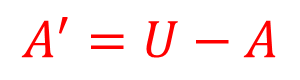 A′ = U − A